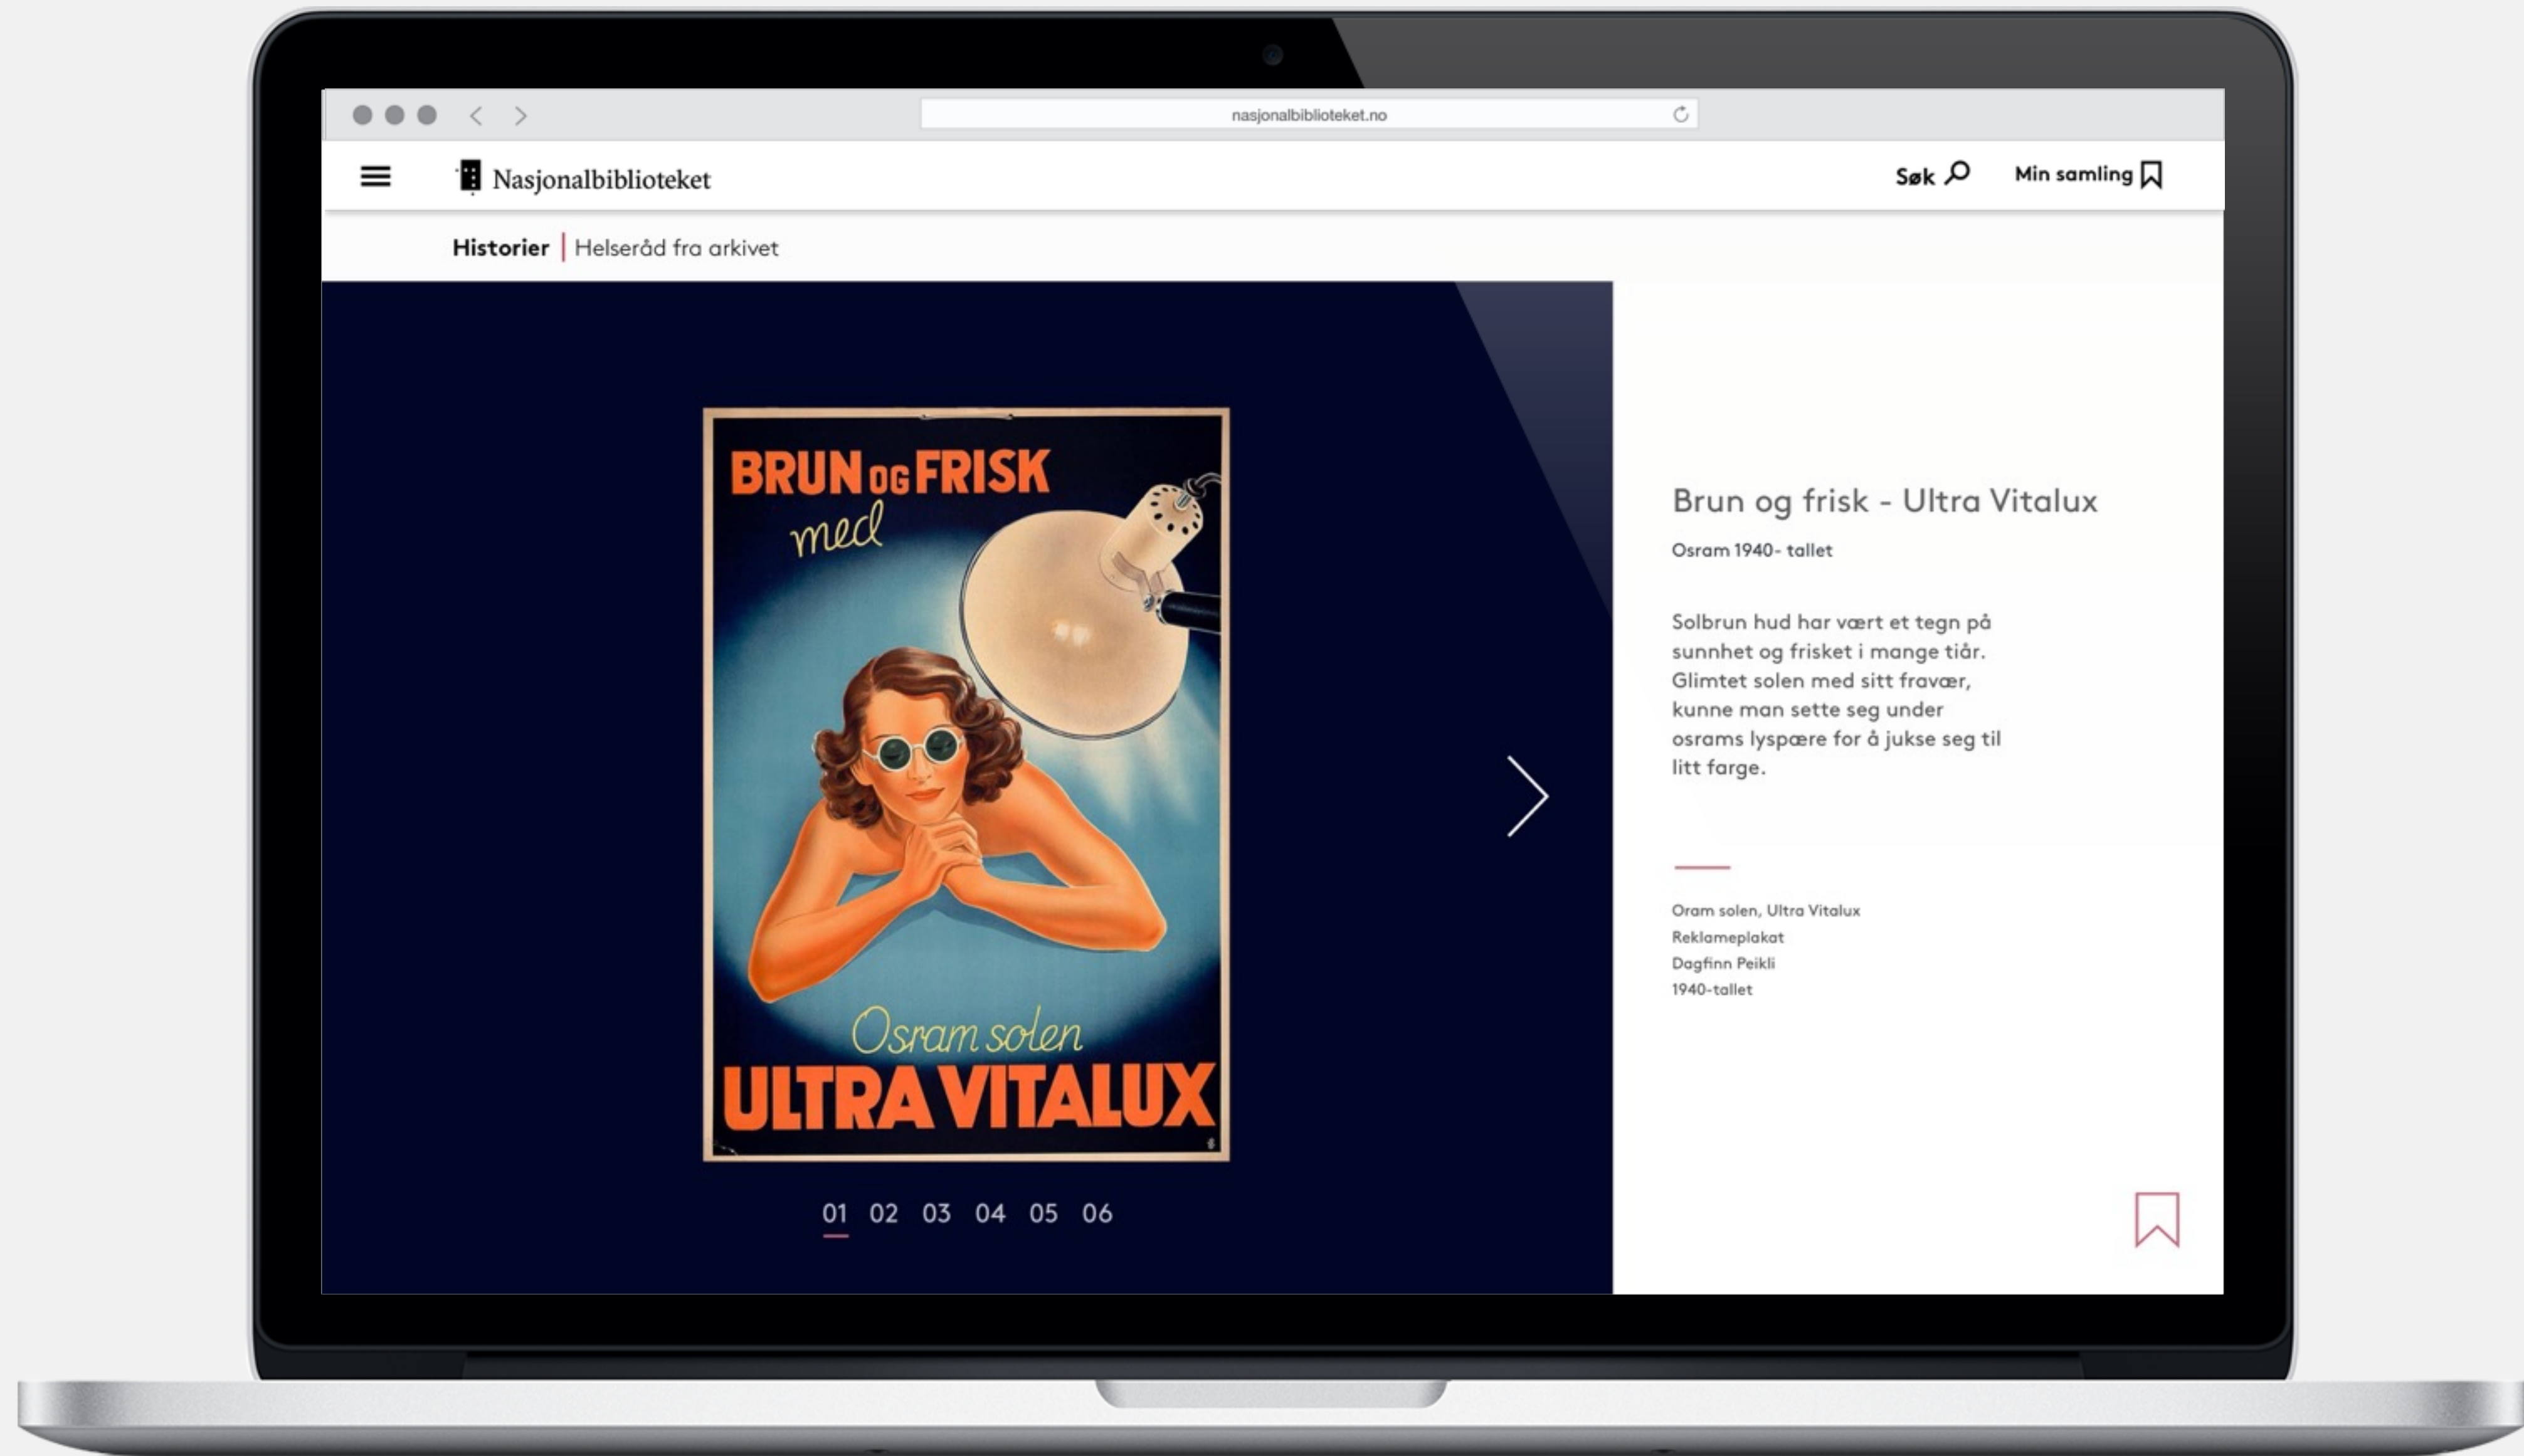 nasjonalbiblioteket.no
Nasjonalbiblioteket
Søk
Min samling
Historier | Helseråd fra arkivet
BRUN OG FRISK
med
Osram solen
ULTRA VITALUX
01 02 03 04 05 06
Brun og frisk - Ultra Vitalux
Osram 1940- tallet
Solbrun hud har vært et tegn på
sunnhet og frisket i mange tiår.
Glimtet solen med sitt fravær,
kunne man sette seg under
osrams lyspære for å jukse seg til
litt farge.
Oram solen, Ultra Vitalux
Reklameplakat
Dagfinn Peikli
1940-tallet